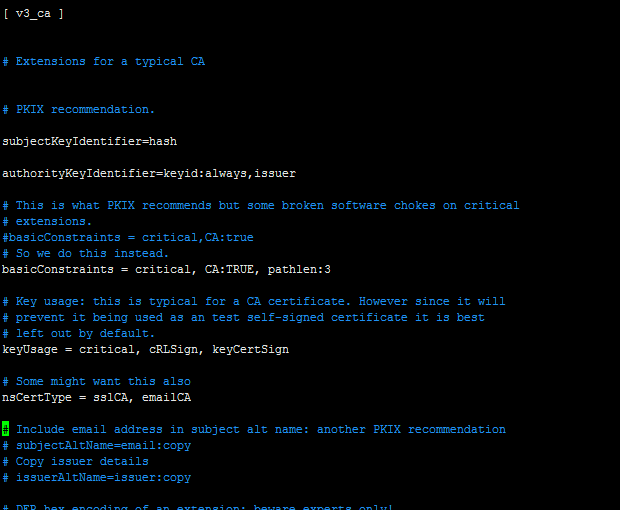 [ v3_ca ]
# Extensions for a typical CA
# PKIX recommendation.
subjectKeyIdentifier=hash
authorityKeyIdentifier=keyid:always,issuer
# This is what PKIX recommends but some broken software chokes on critical
# extensions.
#basicConstraints = critical,CA:true
# So we do this instead.
basicConstraints = critical, CA:TRUE, pathlen:3
# Key usage: this is typical for a CA certificate. However since it will
# prevent it being used as an test self-signed certificate it is best
# left out by default.
keyUsage = critical, cRLSign, keyCertSign
# Some might want this also
nsCertType = sslCA, emailCA
# Include email address in subject alt name: another PKIX recommendation
# subjectAltName=email:copy
# Copy issuer details
# issuerAltName=issuer:copy
# DER hex encoding of an extension: beware experts only!